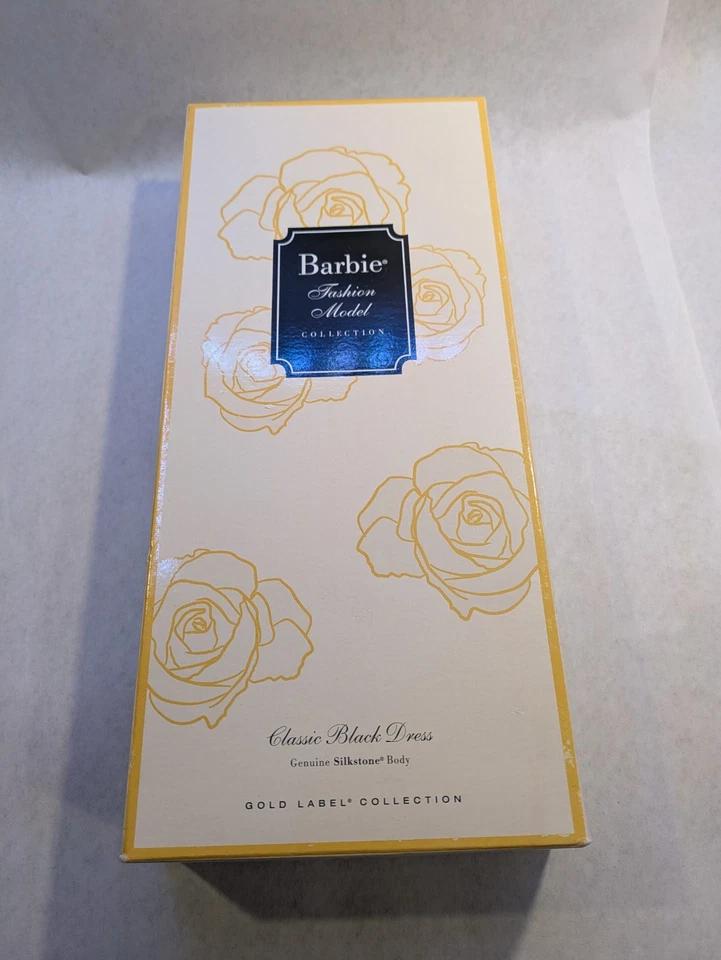 Barbie®
Fashion
Model
COLLECTION
Classic Black Dress
Genuine Silkstone® Body
GOLD LABEL® COLLECTION